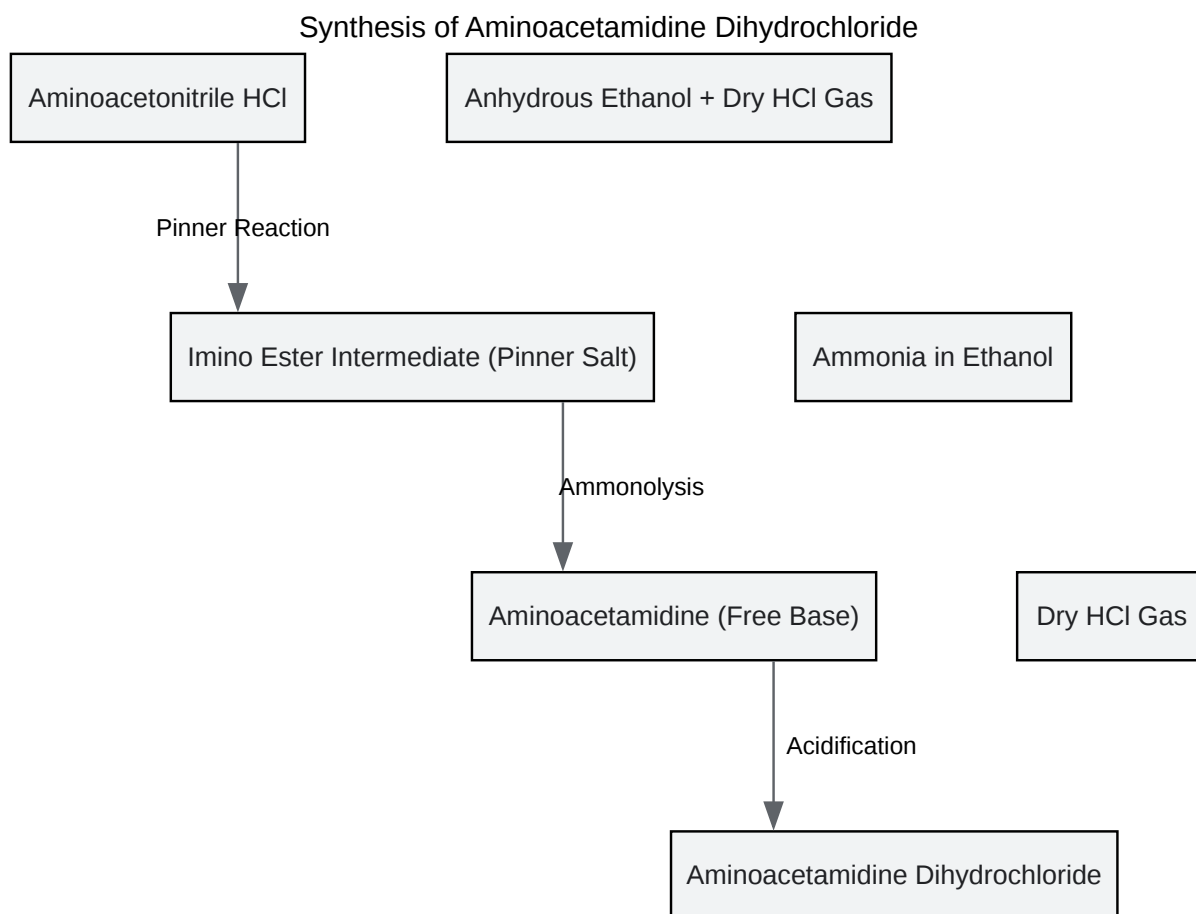 Synthesis of Aminoacetamidine Dihydrochloride
Aminoacetonitrile HCl
Anhydrous Ethanol + Dry HCl Gas
Pinner Reaction
Imino Ester Intermediate (Pinner Salt)
Ammonia in Ethanol
Ammonolysis
Aminoacetamidine (Free Base)
Dry HCl Gas
Acidification
Aminoacetamidine Dihydrochloride